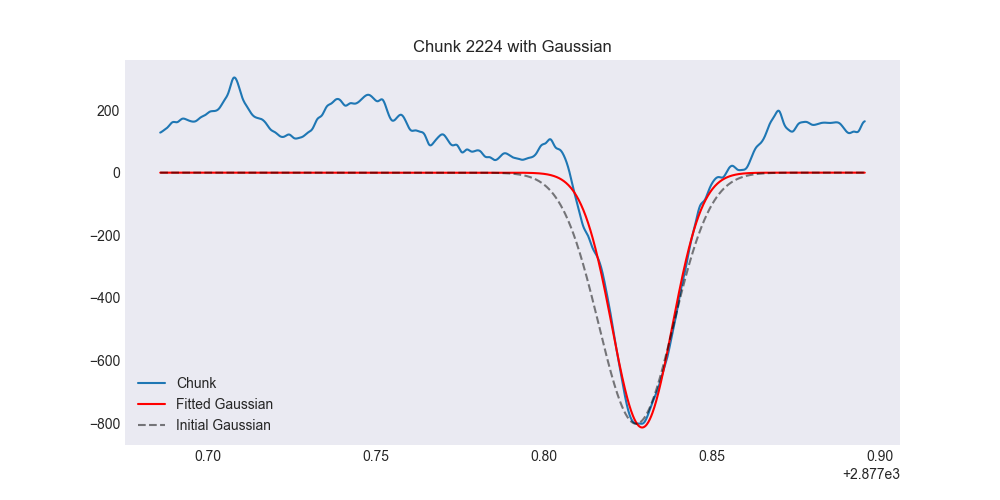 Chunk 2224 with Gaussian
200
0
−200
−400
−600
−800
Chunk
Fitted Gaussian
Initial Gaussian
0.70 0.75 0.80 0.85 0.90
+2.877e3